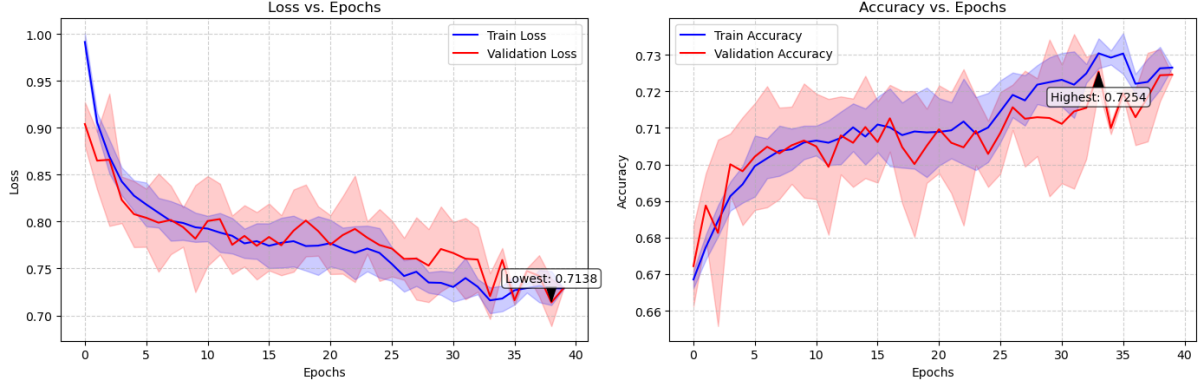 Loss vs. Epochs
1.00
0.95
0.90
0.85
0.80
0.75
0.70
Loss
0
5
10
15
20
25
30
35
40
Epochs
Train Loss
Validation Loss
Lowest: 0.7138
Accuracy vs. Epochs
0.73
0.72
0.71
0.70
0.69
0.68
0.67
0.66
Accuracy
0
5
10
15
20
25
30
35
40
Epochs
Train Accuracy
Validation Accuracy
Highest: 0.7254